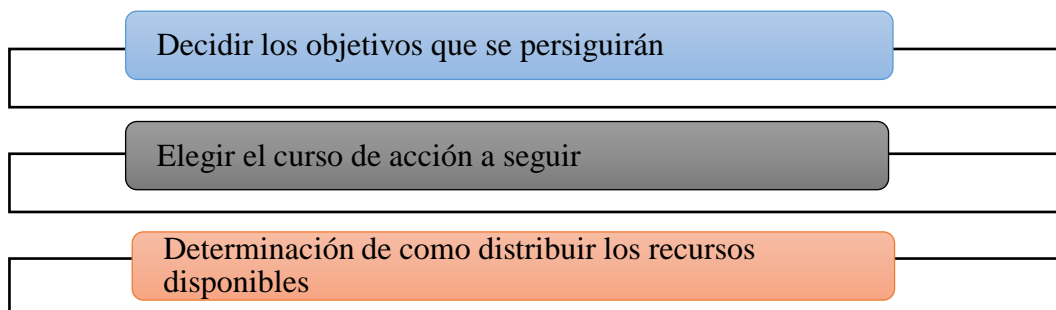 Decidir los objetivos que se persiguirán
Elegir el curso de acción a seguir
Determinación de como distribuir los recursos
disponibles